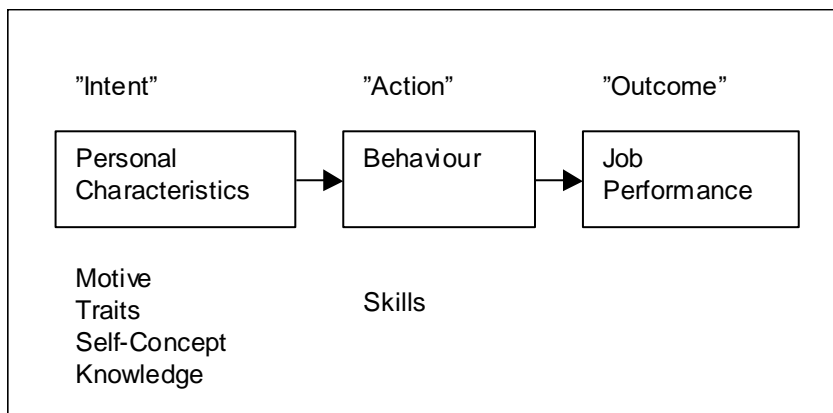 ”Intent” ”Action” ”Outcome”
Personal
Characteristics
Behaviour
Job
Performance
Motive
Traits
Self-Concept
Knowledge
Skills